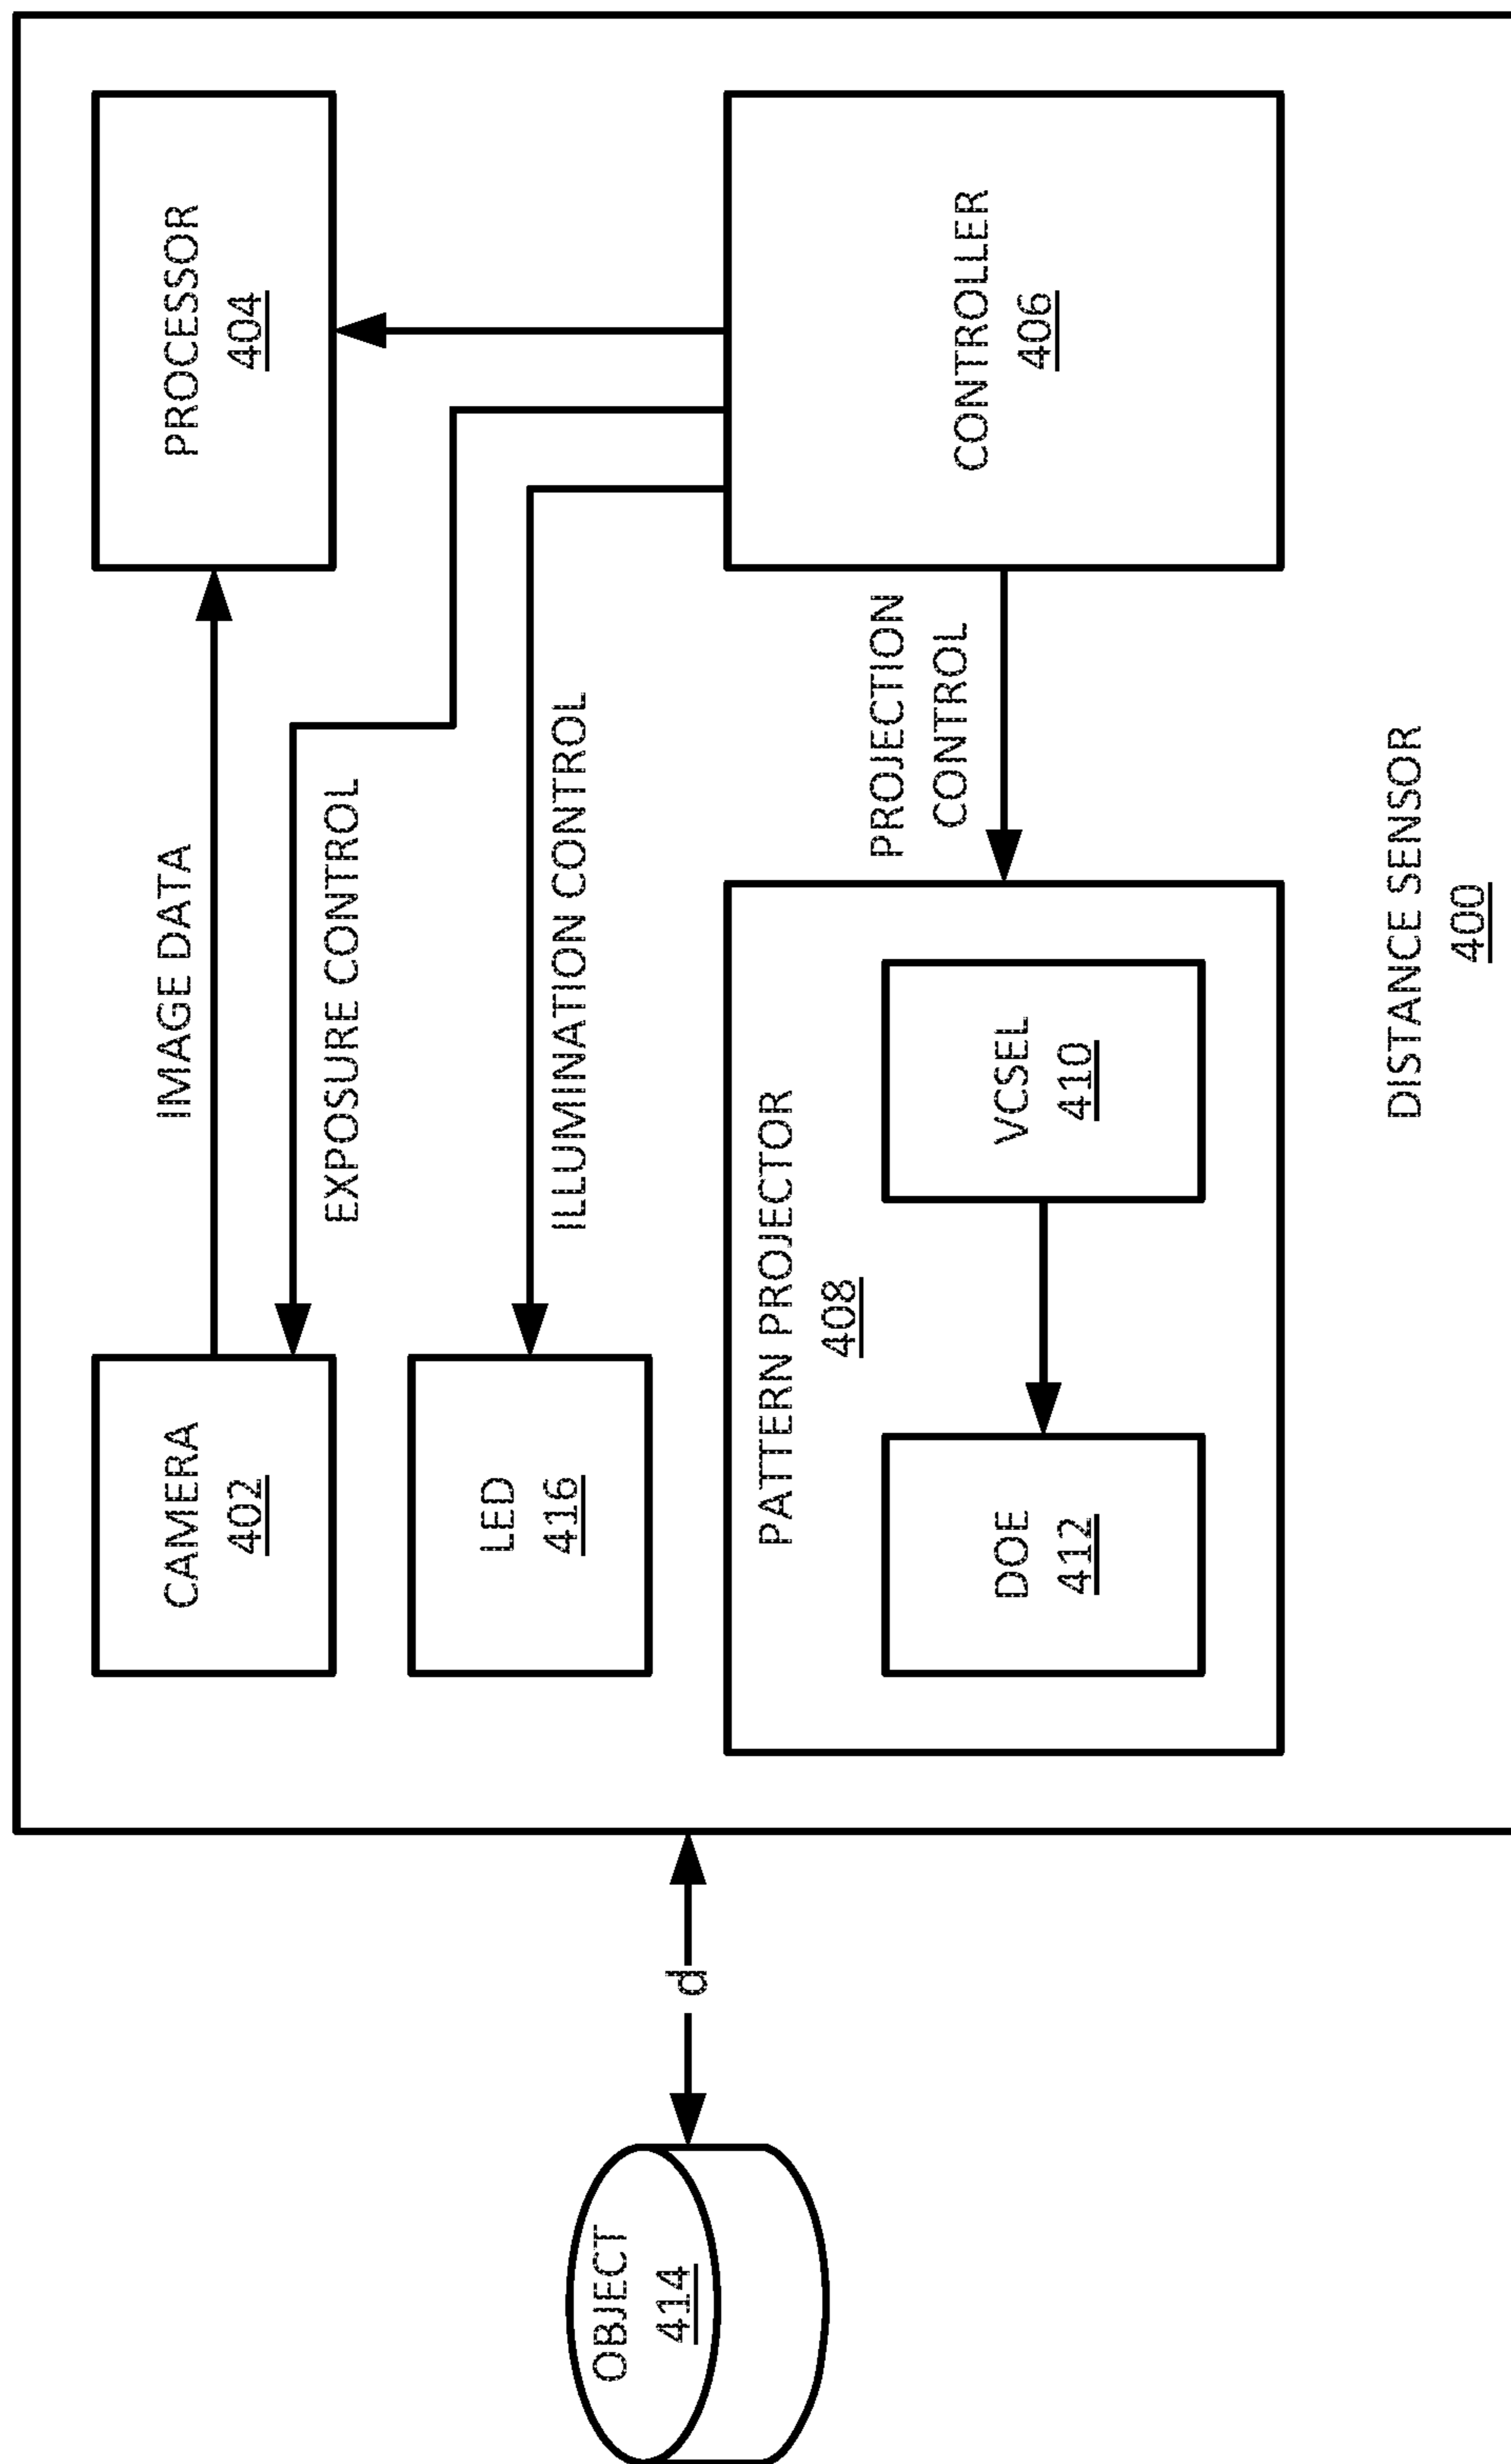 CAMERA
402
IMAGE DATA
PROCESSOR
404
EXPOSURE CONTROL
LED
416
ILLUMINATION CONTROL
OBJECT
414
d
PATTERN PROJECTOR
408
DOE
412
VCSEL
410
PROJECTION
CONTROL
CONTROLLER
406
DISTANCE SENSOR
400